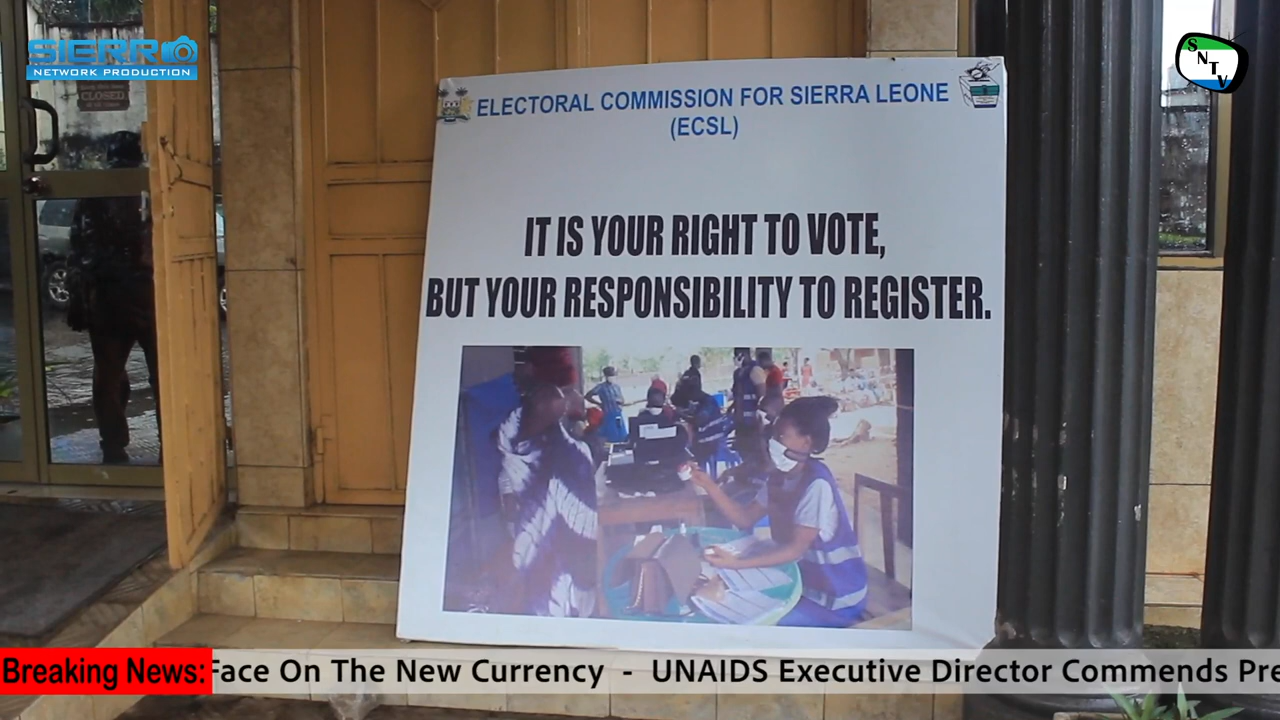 SIERRO
NETWORK PRODUCTION
CLOSED
SNTV
ELECTORAL COMMISSION FOR SIERRA LEONE
(ECSL)
IT IS YOUR RIGHT TO VOTE,
BUT YOUR RESPONSIBILITY TO REGISTER.
Breaking News: Face On The New Currency - UNAIDS Executive Director Commends Pre